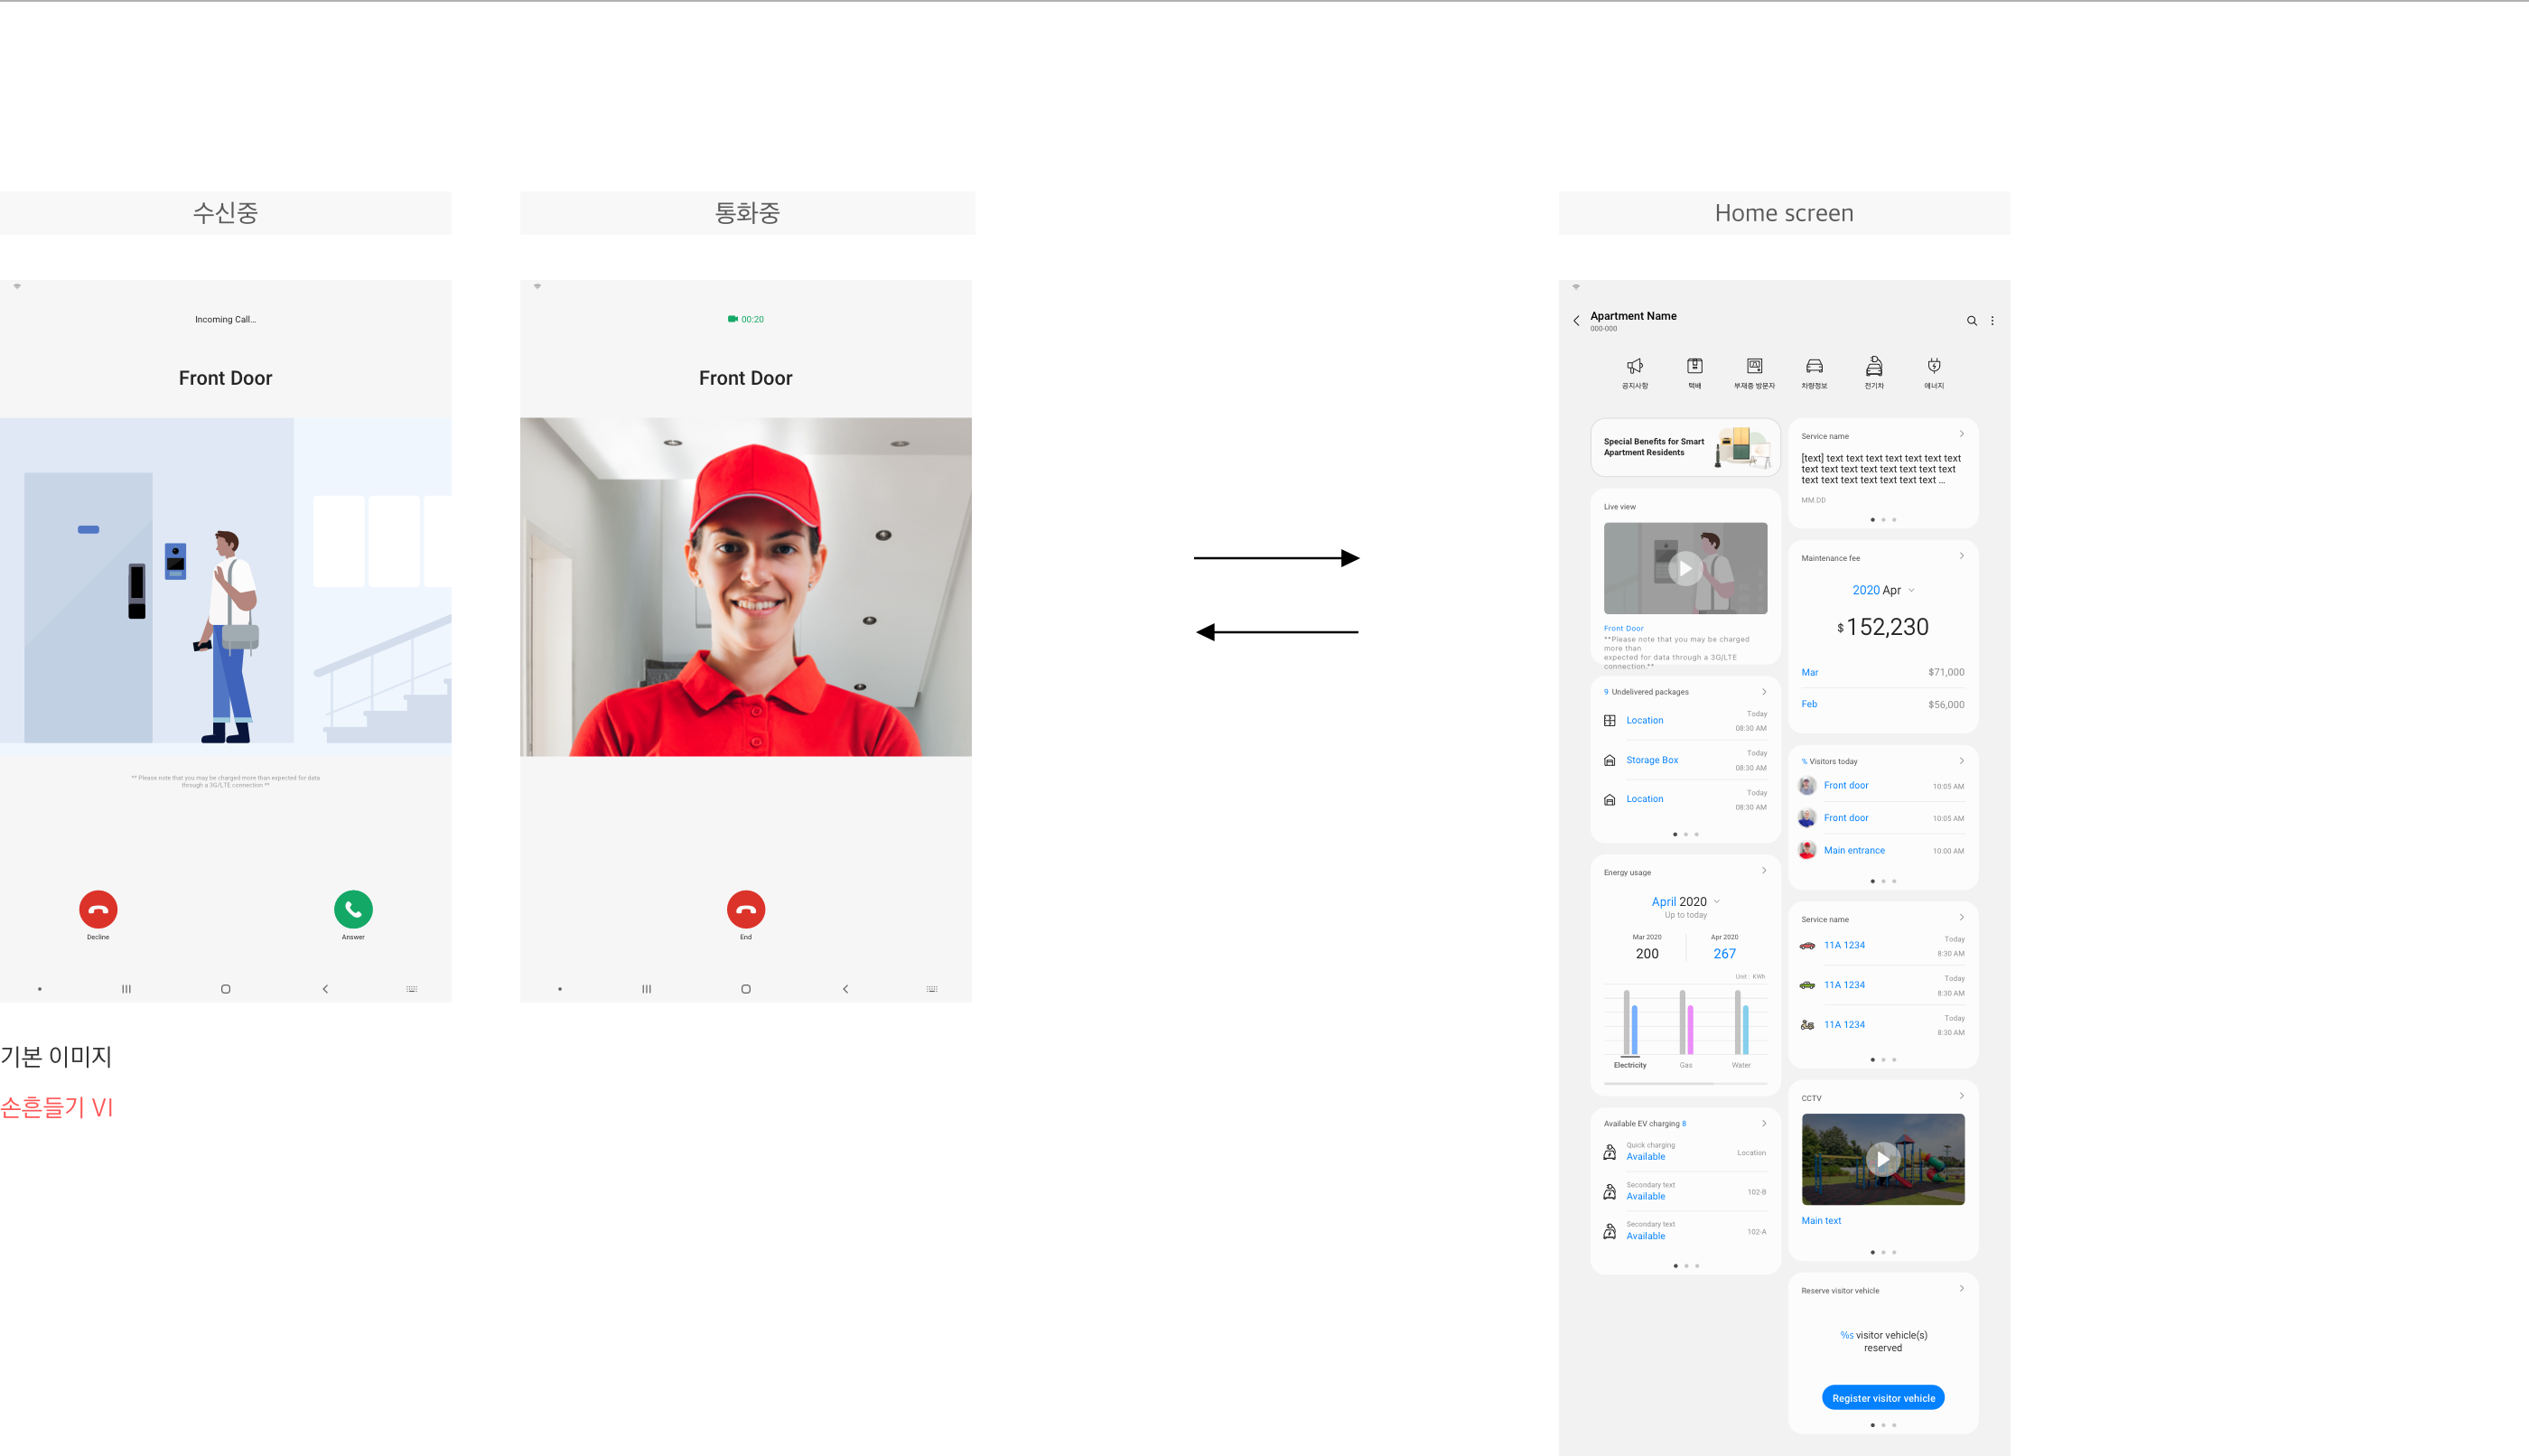 수신중
통화중
Home screen
Incoming Call...
Front Door
** Please note that you may be charged more than expected for data
through a 3G/LTE connection **
Decline
Answer
기본 이미지
손흔들기 VI
00:20
Front Door
End
Apartment Name
000-000
공지사항
택배
부재중 방문자
차량정보
전기차
에너지
Special Benefits for Smart
Apartment Residents
Live view
Front Door
**Please note that you may be charged
more than
expected for data through a 3G/LTE
connection.**
9 Undelivered packages
Location
Today
08:30 AM
Storage Box
Today
08:30 AM
Location
Today
08:30 AM
Energy usage
April 2020
Up to today
Mar 2020
200
Apr 2020
267
Unit : KWh
Electricity
Gas
Water
Available EV charging 8
Quick charging
Available
Location
Secondary text
Available
102-B
Secondary text
Available
102-A
Service name
[text] text text text text text text text
text text text text text text text text
text text text text text text text ...
MM.DD
Maintenance fee
2020 Apr
$ 152,230
Mar
$71,000
Feb
$56,000
% Visitors today
Front door
10:05 AM
Front door
10:05 AM
Main entrance
10:00 AM
Service name
11A 1234
Today
8:30 AM
11A 1234
Today
8:30 AM
11A 1234
Today
8:30 AM
CCTV
Main text
Reserve visitor vehicle
%s visitor vehicle(s)
reserved
Register visitor vehicle